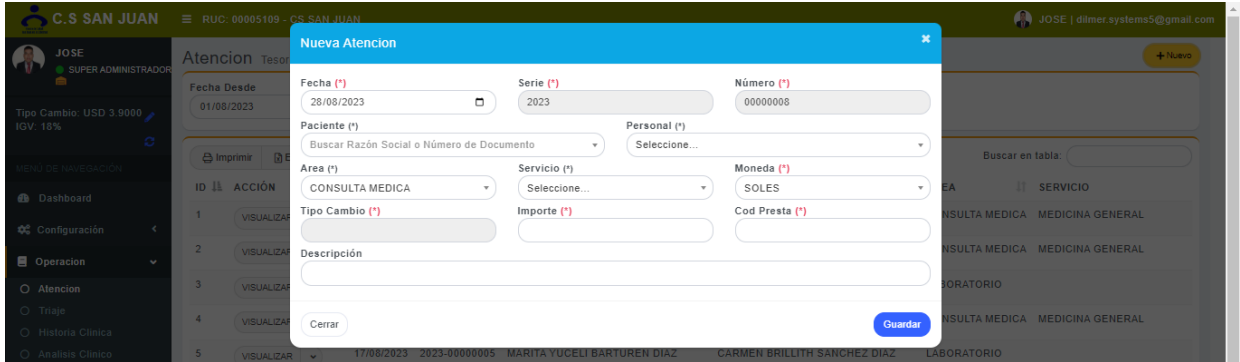 C.S SAN JUAN
RUC: 00005109 - CS SAN JUAN
JOSE | dilmer.systems5@gmail.com
Nueva Atencion
×
JOSE
SUPER ADMINISTRADOR
Atencion Tesor
+ Nuevo
Fecha Desde
01/08/2023
Tipo Cambio: USD 3.9000
IGV: 18%
Fecha (*) Serie (*) Número (*)
28/08/2023 2023 00000008
Paciente (*) Personal (*)
Buscar Razón Social o Número de Documento Seleccione...
Imprimir
Buscar en tabla:
MENÚ DE NAVEGACIÓN
Area (*) Servicio (*) Moneda (*)
CONSULTA MEDICA Seleccione... SOLES
ID ACCIÓN EA SERVICIO
Dashboard
Tipo Cambio (*) Importe (*) Cod Presta (*)
1 VISUALIZAR NSULTA MEDICA MEDICINA GENERAL
Configuración
Descripción
2 VISUALIZAR NSULTA MEDICA MEDICINA GENERAL
Operacion
Atencion
3 VISUALIZAR BORATORIO
Triaje
4 VISUALIZAR NSULTA MEDICA MEDICINA GENERAL
Cerrar Guardar
Historia Clinica
Analisis Clinico
5 VISUALIZAR 17/08/2023 2023-00000005 MARITA YUCELI BARTUREN DIAZ CARMEN BRILLITH SANCHEZ DIAZ LABORATORIO